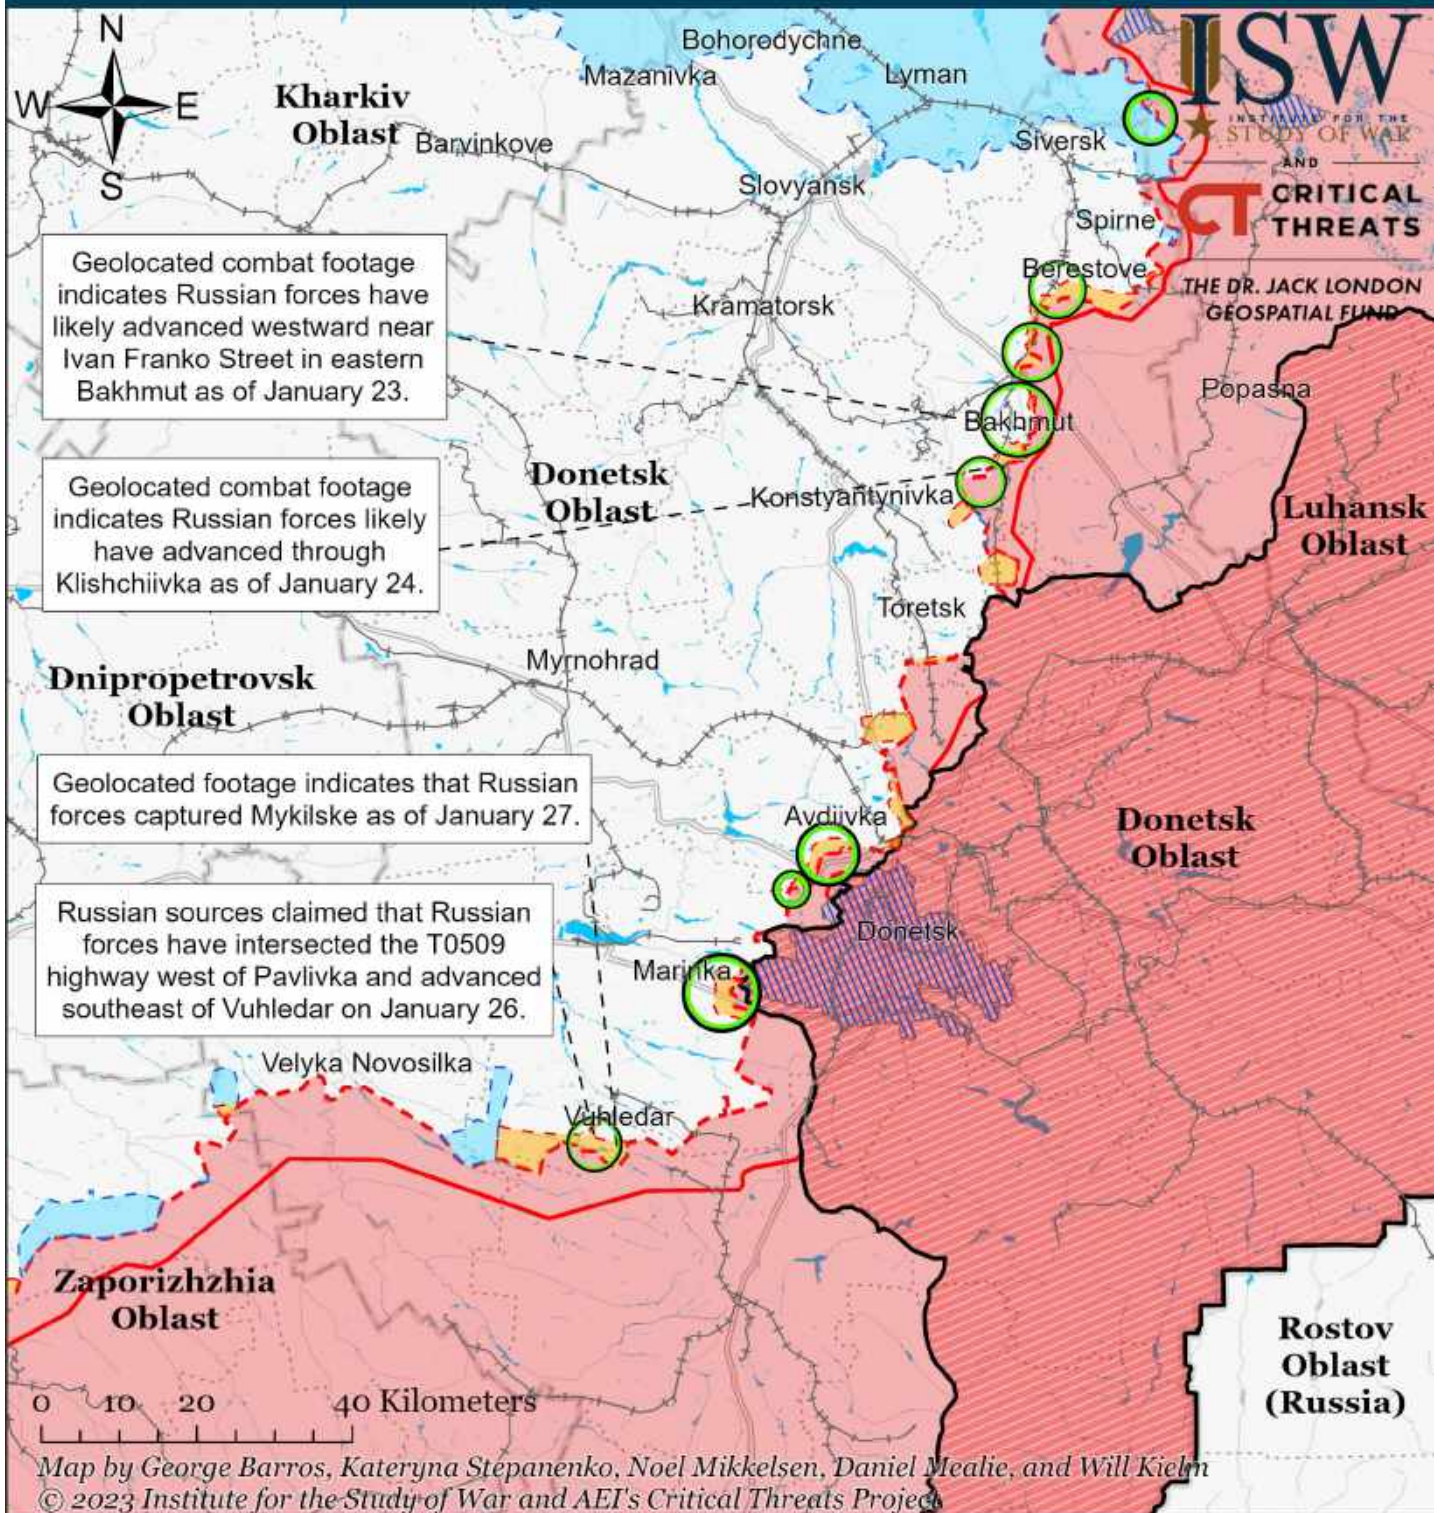 N
W E
S
ISW
INSTITUTE FOR THE
STUDY OF WAR
AND
CT CRITICAL
THREATS
THE DR. JACK LONDON
GEOSPATIAL FUND
Bohorodychne
Mazanivka
Lyman
Kharkiv
Oblast
Barvinkove
Siversk
Slovyansk
Spirne
Berestove
Kramatorsk
Geolocated combat footage
indicates Russian forces have
likely advanced westward near
Ivan Franko Street in eastern
Bakhmut as of January 23.
Popasna
Bakhmut
Donetsk
Oblast
Konstyantynivka
Geolocated combat footage
indicates Russian forces likely
have advanced through
Klishchiivka as of January 24.
Luhansk
Oblast
Toretsk
Myrnohrad
Dnipropetrovsk
Oblast
Geolocated footage indicates that Russian
forces captured Mykilske as of January 27.
Avdiivka
Donetsk
Oblast
Russian sources claimed that Russian
forces have intersected the T0509
highway west of Pavlivka and advanced
southeast of Vuhledar on January 26.
Donetsk
Marinka
Velyka Novosilka
Vuhledar
Zaporizhzhia
Oblast
Rostov
Oblast
(Russia)
0 10 20 40 Kilometers
Map by George Barros, Kateryna Stepanenko, Noel Mikkelsen, Daniel Mealie, and Will Kielm
© 2023 Institute for the Study of War and AEI's Critical Threats Project